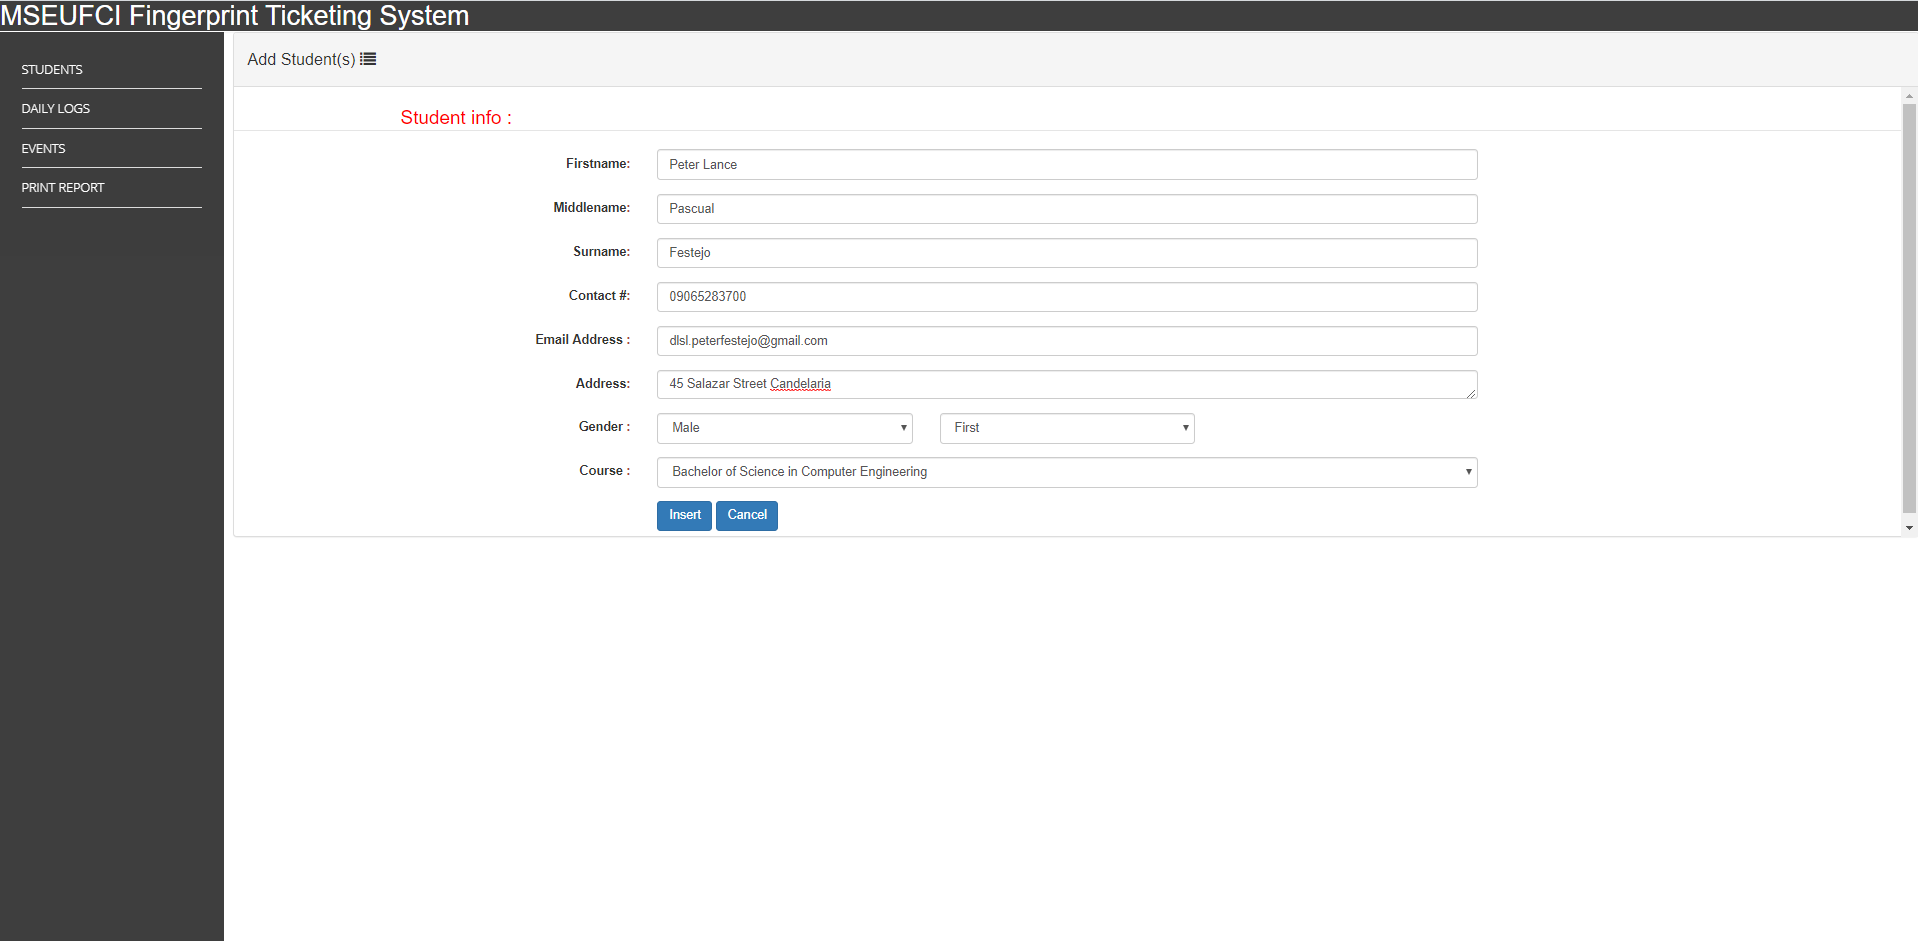 MSEUFCI Fingerprint Ticketing System
STUDENTS
DAILY LOGS
EVENTS
PRINT REPORT
Add Student(s)
Student info :
Firstname: Peter Lance
Middlename: Pascual
Surname: Festejo
Contact #: 09065283700
Email Address : dlsl.peterfestejo@gmail.com
Address: 45 Salazar Street Candelaria
Gender : Male First
Course : Bachelor of Science in Computer Engineering
Insert Cancel